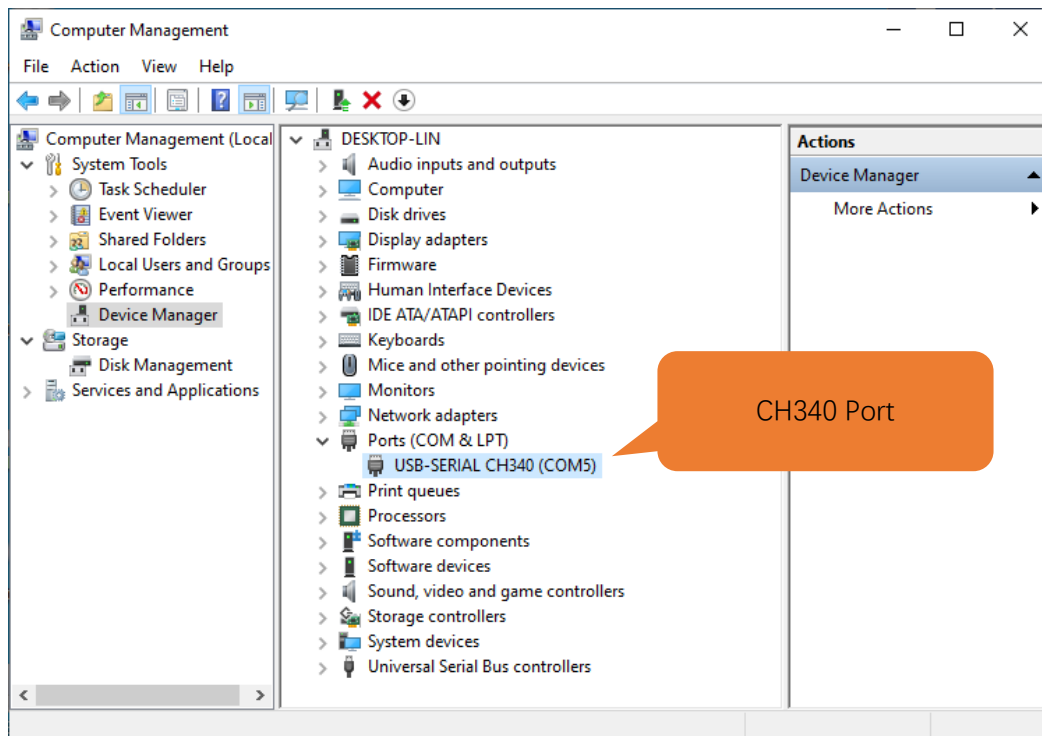 Computer Management
File Action View Help
Computer Management (Local
System Tools
Task Scheduler
Event Viewer
Shared Folders
Local Users and Groups
Performance
Device Manager
Storage
Disk Management
Services and Applications
DESKTOP-LIN
Audio inputs and outputs
Computer
Disk drives
Display adapters
Firmware
Human Interface Devices
IDE ATA/ATAPI controllers
Keyboards
Mice and other pointing devices
Monitors
Network adapters
Ports (COM & LPT)
USB-SERIAL CH340 (COM5)
Print queues
Processors
Software components
Software devices
Sound, video and game controllers
Storage controllers
System devices
Universal Serial Bus controllers
CH340 Port
Actions
Device Manager
More Actions